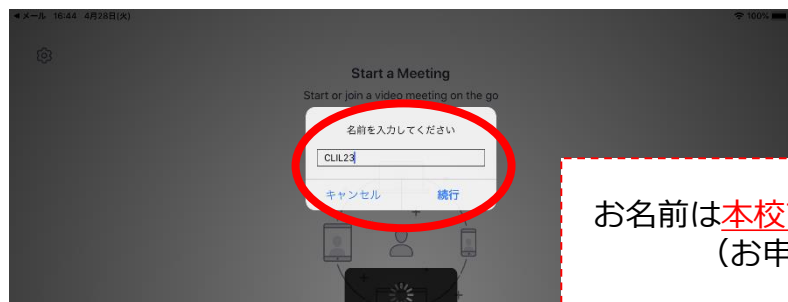 ◀メール 16:44 4月28日(火)
100%
Start a Meeting
Start or join a video meeting on the go
名前を入力してください
CLIL23
キャンセル 続行
お名前は本校
（お申